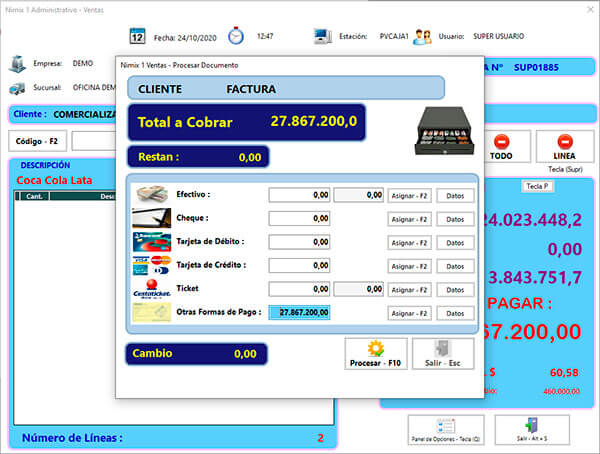 Nimix 1 Administrativo - Ventas
Fecha: 24/10/2020
12:47
Estación: PVCAJA1
Usuario: SUPER USUARIO
Empresa: DEMO
Sucursal: OFICINA DEM
A N° SUP01885
Cliente : COMERCIALIZA
Código - F2
TODO
LINEA
Tecla (Supr)
Tecla P
DESCRIPCIÓN
Coca Cola Lata
Cant. Desc
24.023.448,2
0,00
3.843.751,7
PAGAR :
67.200,00
$ 60,58
bio: 460.000,00
Número de Líneas : 2
Panel de Opciones - Tecla (Q)
Salir - Alt + S
Nimix 1 Ventas - Procesar Documento
CLIENTE FACTURA
Total a Cobrar 27.867.200,0
Restan : 0,00
Efectivo : 0,00 0,00 Asignar - F2 Datos
Cheque : 0,00 Asignar - F2 Datos
Tarjeta de Débito : 0,00 Asignar - F2 Datos
VISA
Tarjeta de Crédito : 0,00 Asignar - F2 Datos
Cestaticket
Ticket 0,00 0,00 Asignar - F2 Datos
Otras Formas de Pago : 27.867.200,00 Asignar - F2 Datos
Cambio 0,00
Procesar - F10
Salir - Esc